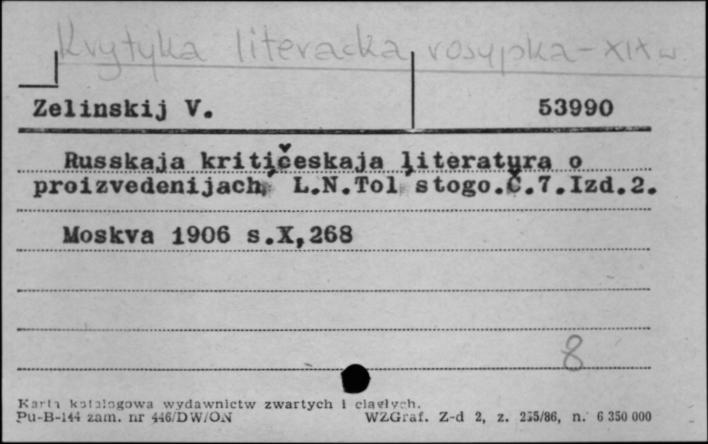 Krytyka literacka rosyjska - XIX w.
Zelinskij V. 53990
Russkaja kritičeskaja literatura o
proizvedenijach L.N.Tol'stogo.Č.7.Izd.2.
Moskva 1906 s.X,268
8
Karta katalogowa wydawnictw zwartych i ciągłych.
Pu-B-144 zam. nr 446/DW/ON WZGraf. Z-d 2, z. 235/86, n. 6 350 000